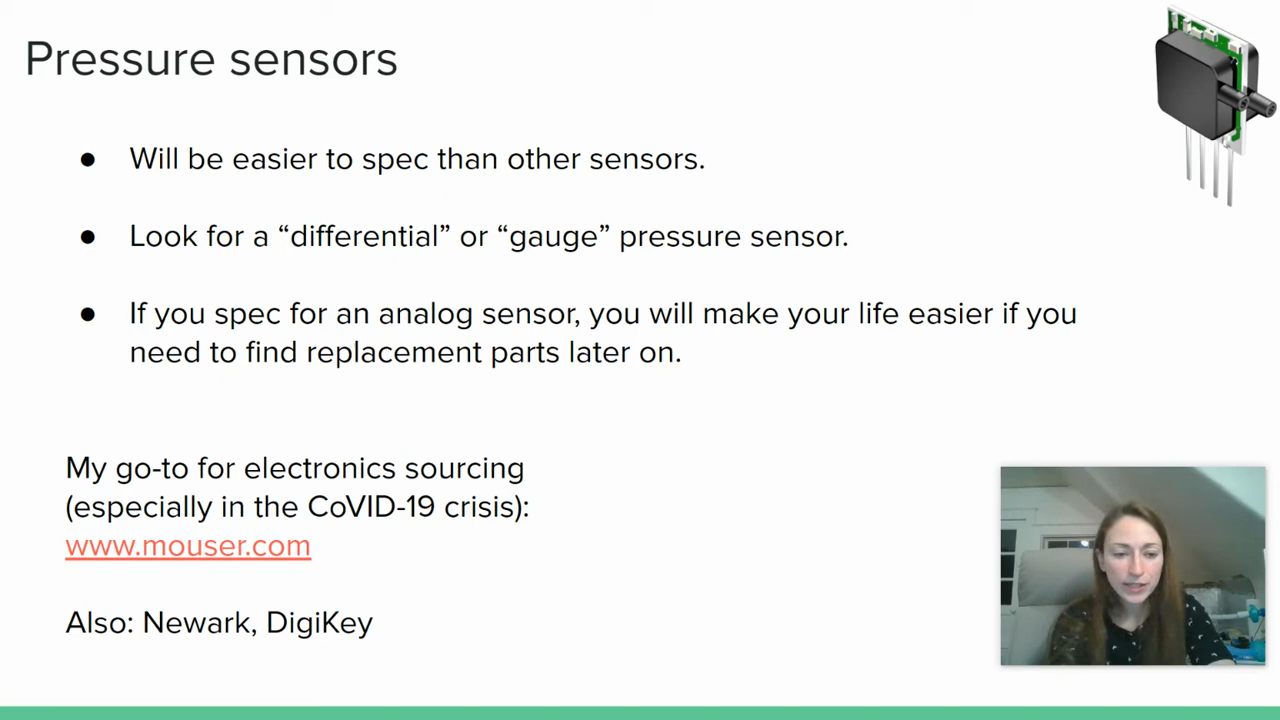 Pressure sensors
● Will be easier to spec than other sensors.
● Look for a “differential” or “gauge” pressure sensor.
● If you spec for an analog sensor, you will make your life easier if you
need to find replacement parts later on.
My go-to for electronics sourcing
(especially in the CoVID-19 crisis):
www.mouser.com
Also: Newark, DigiKey